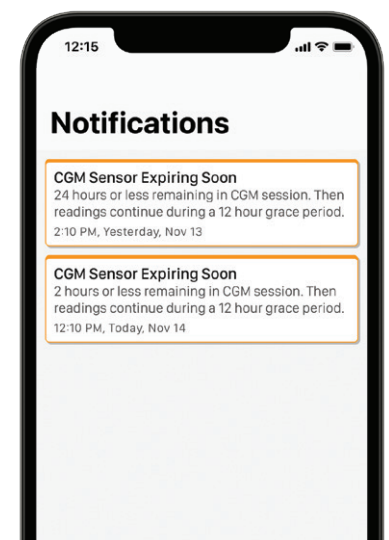 12:15
Notifications
CGM Sensor Expiring Soon
24 hours or less remaining in CGM session. Then
readings continue during a 12 hour grace period.
2:10 PM, Yesterday, Nov 13
CGM Sensor Expiring Soon
2 hours or less remaining in CGM session. Then
readings continue during a 12 hour grace period.
12:10 PM, Today, Nov 14